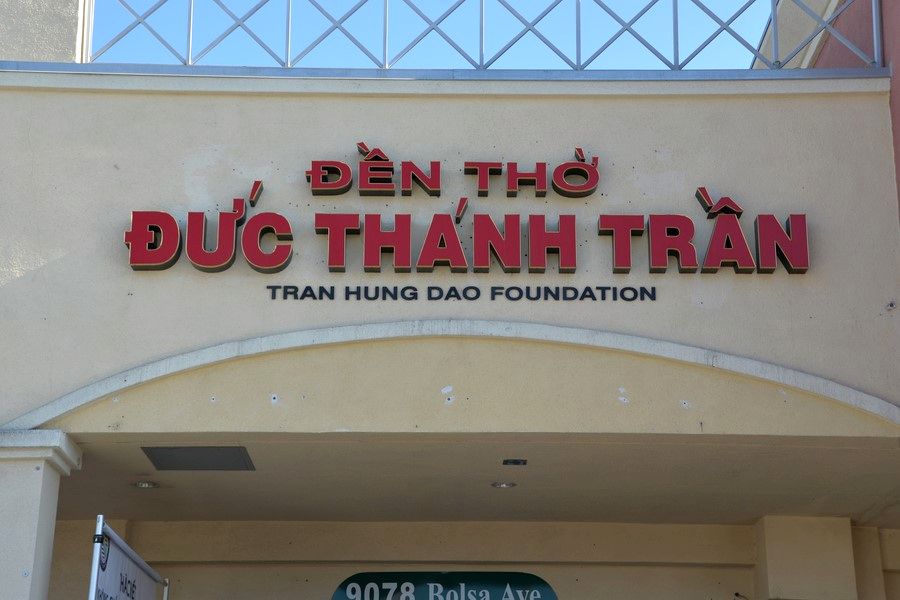 ĐỀN THỜ
ĐỨC THÁNH TRẦN
TRAN HUNG DAO FOUNDATION
9078 Bolsa Ave